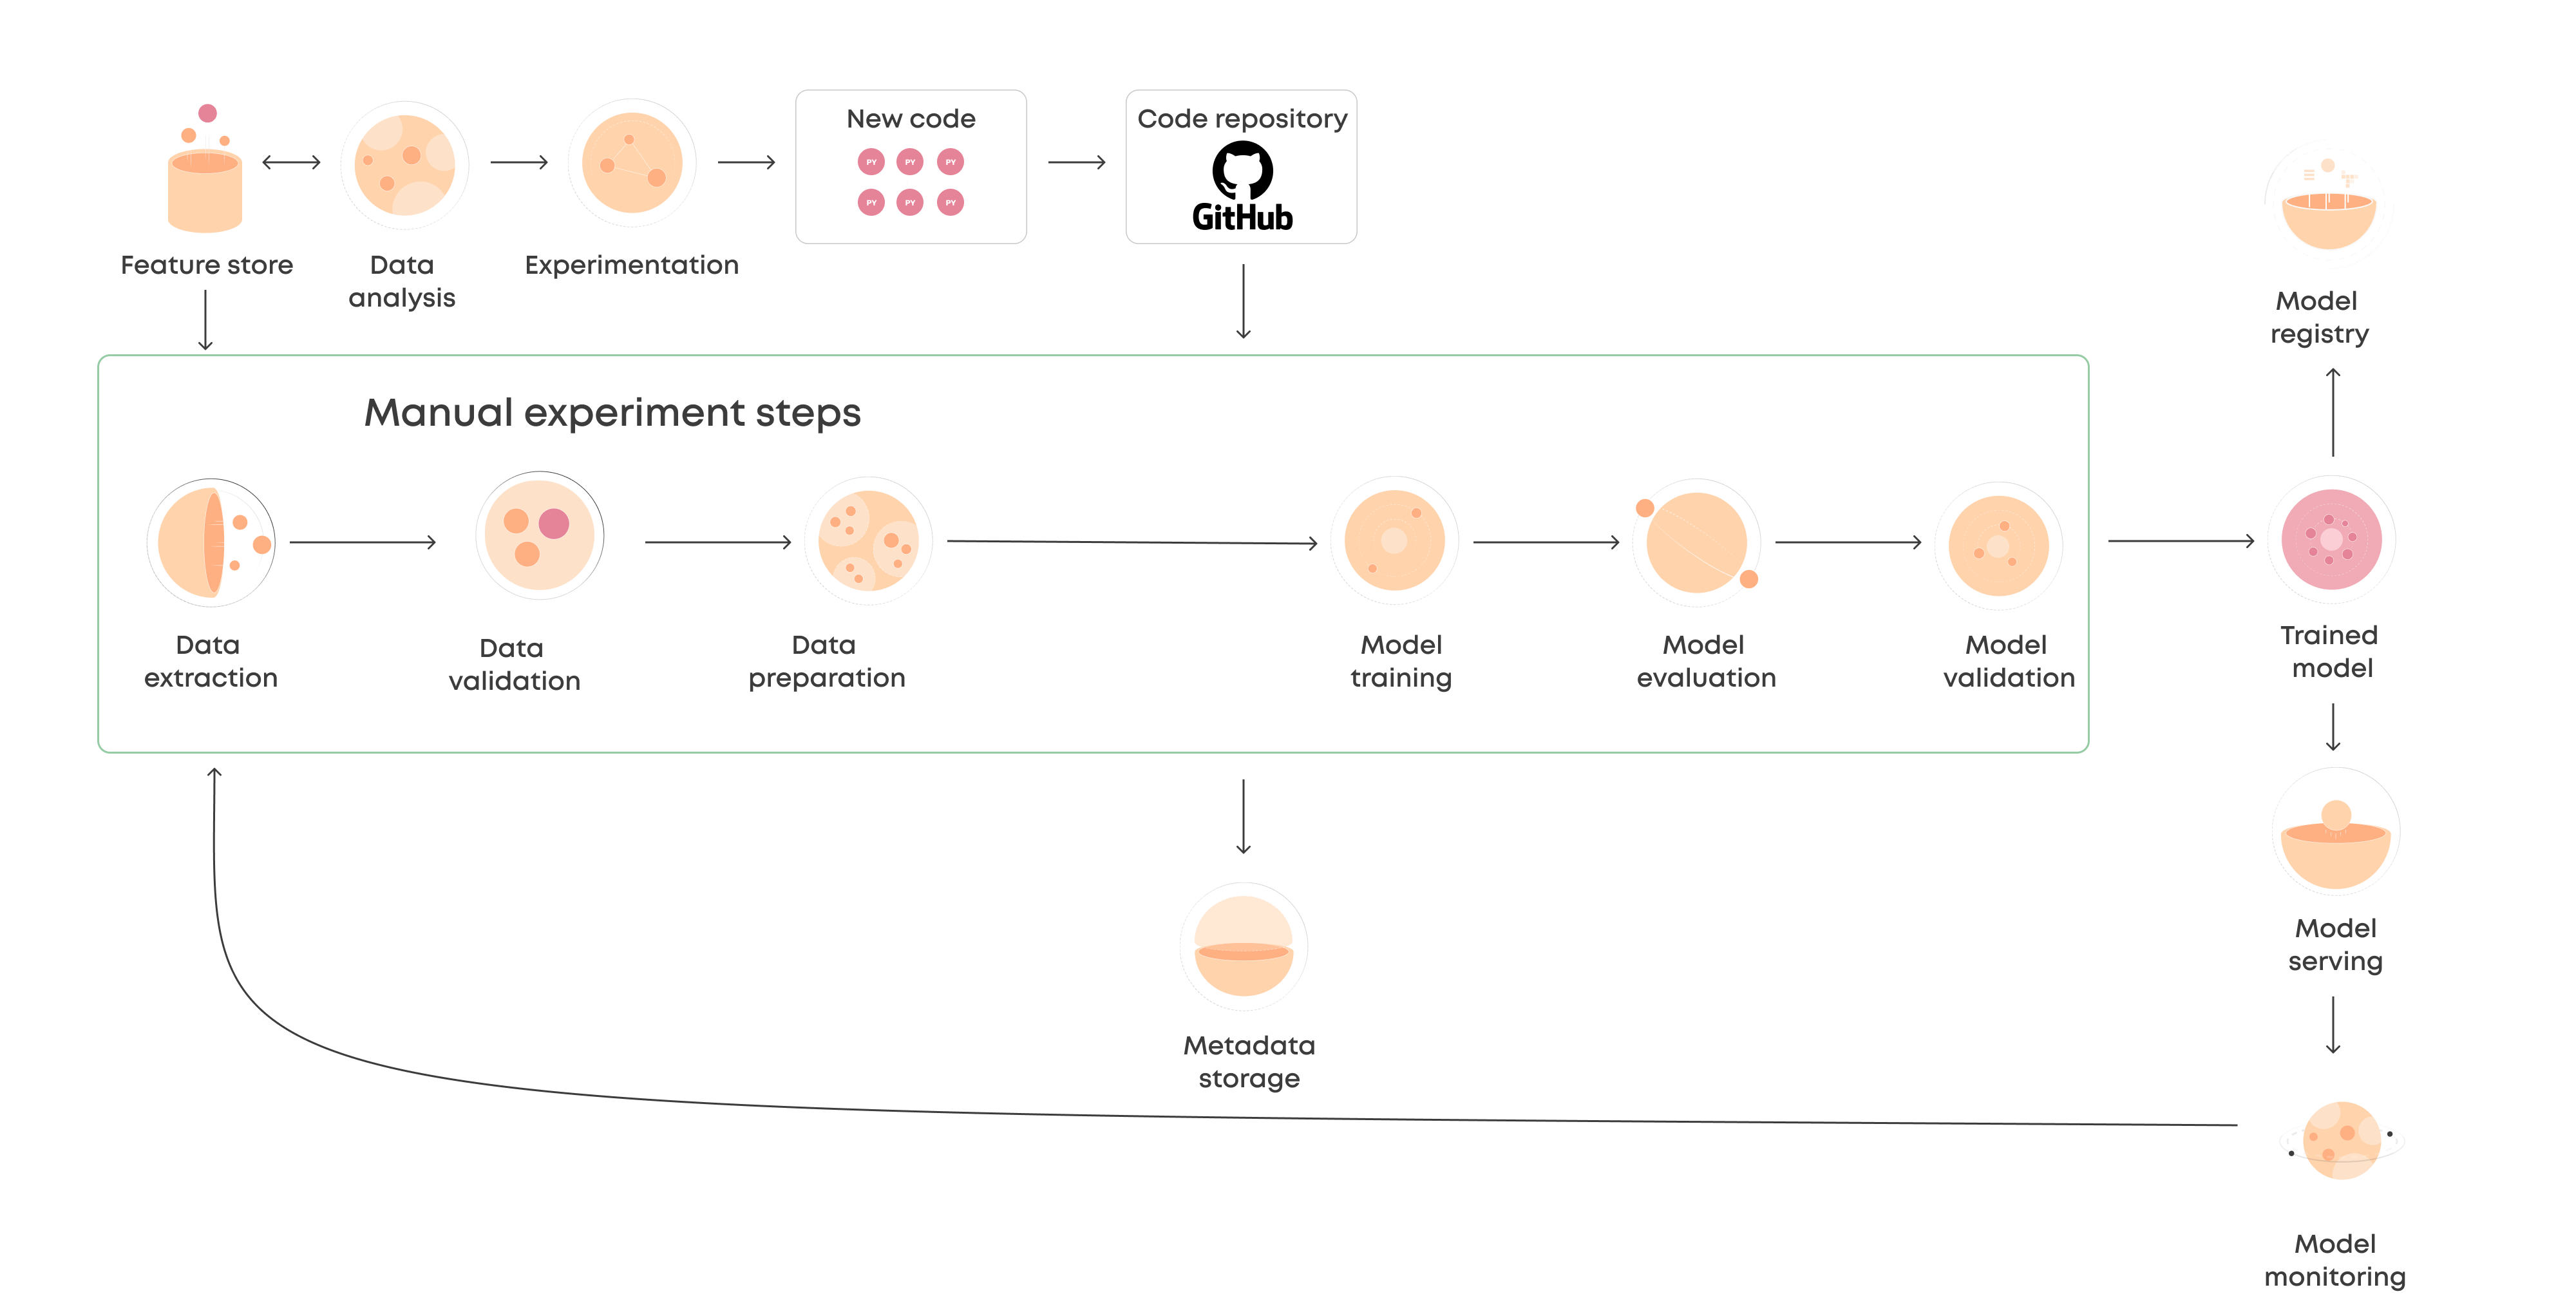 New code
PY PY PY
PY PY PY
Code repository
GitHub
Feature store
Data
analysis
Experimentation
Model
registry
Manual experiment steps
Data
extraction
Data
validation
Data
preparation
Model
training
Model
evaluation
Model
validation
Trained
model
Model
serving
Metadata
storage
Model
monitoring